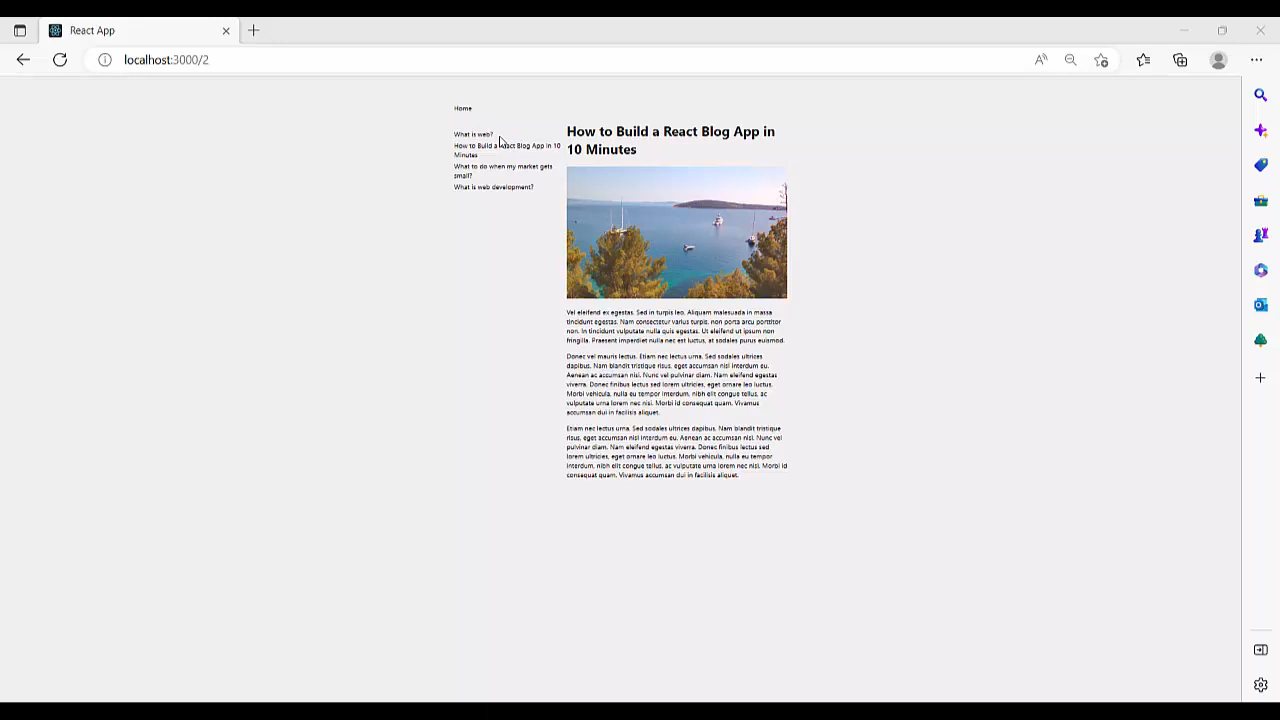 React App
localhost:3000/2
Home
What is web?
How to Build a React Blog App in 10
Minutes
What to do when my market gets
small?
What is web development?
How to Build a React Blog App in
10 Minutes
Vel eleifend ex egestas. Sed in turpis leo. Aliquam malesuada in massa
tincidunt egestas. Nam consectetur varius turpis, non porta arcu porttitor
non. In tincidunt vulputate nulla quis egestas. Ut eleifend ut ipsum non
fringilla. Praesent imperdiet nulla nec est luctus, at sodales purus euismod.
Donec vel mauris lectus. Etiam nec lectus urna. Sed sodales ultrices
dapibus. Nam blandit tristique risus, eget accumsan nisl interdum eu.
Aenean ac accumsan nisi. Nunc vel pulvinar diam. Nam eleifend egestas
viverra. Donec finibus lectus sed lorem ultricies, eget ornare leo luctus.
Morbi vehicula, nulla eu tempor interdum, nibh elit congue tellus, ac
vulputate urna lorem nec nisi. Morbi id consequat quam. Vivamus
accumsan dui in facilisis aliquet.
Etiam nec lectus urna. Sed sodales ultrices dapibus. Nam blandit tristique
risus, eget accumsan nisl interdum eu. Aenean ac accumsan nisi. Nunc vel
pulvinar diam. Nam eleifend egestas viverra. Donec finibus lectus sed
lorem ultricies, eget ornare leo luctus. Morbi vehicula, nulla eu tempor
interdum, nibh elit congue tellus, ac vulputate urna lorem nec nisi. Morbi id
consequat quam. Vivamus accumsan dui in facilisis aliquet.